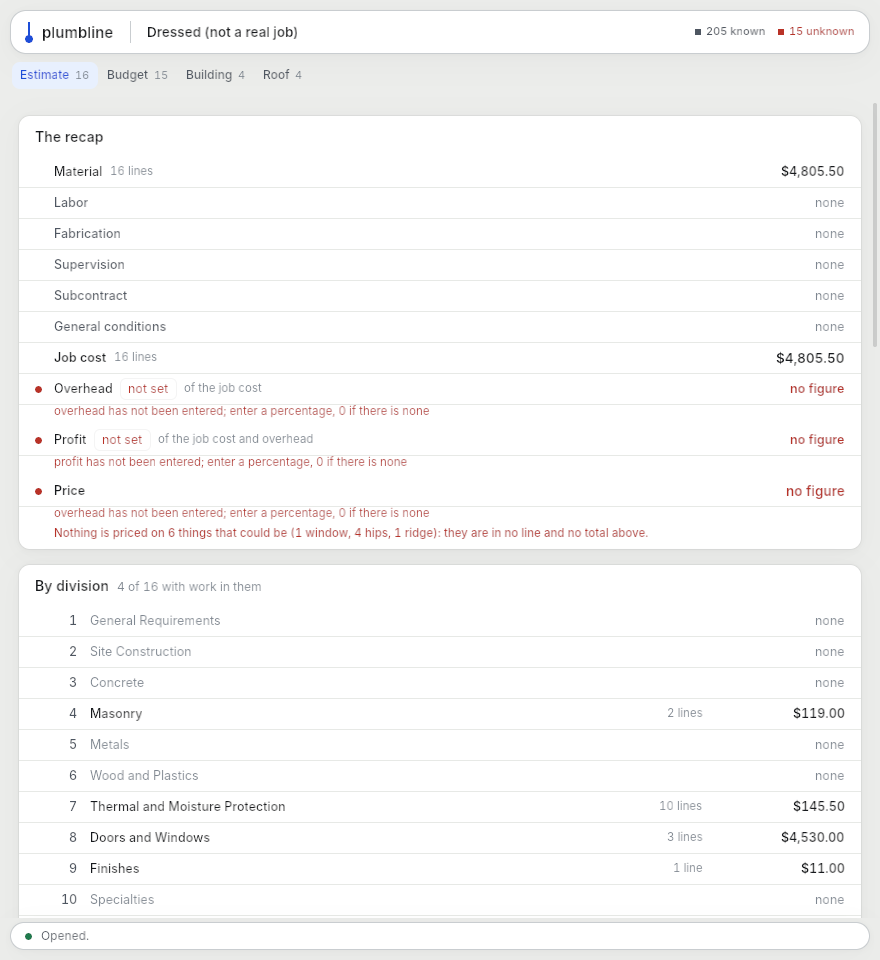 plumbline Dressed (not a real job) 205 known 15 unknown
Estimate 16 Budget 15 Building 4 Roof 4
The recap
Material 16 lines $4,805.50
Labor none
Fabrication none
Supervision none
Subcontract none
General conditions none
Job cost 16 lines $4,805.50
Overhead not set of the job cost no figure
overhead has not been entered; enter a percentage, 0 if there is none
Profit not set of the job cost and overhead no figure
profit has not been entered; enter a percentage, 0 if there is none
Price no figure
overhead has not been entered; enter a percentage, 0 if there is none
Nothing is priced on 6 things that could be (1 window, 4 hips, 1 ridge): they are in no line and no total above.
By division 4 of 16 with work in them
1 General Requirements none
2 Site Construction none
3 Concrete none
4 Masonry 2 lines $119.00
5 Metals none
6 Wood and Plastics none
7 Thermal and Moisture Protection 10 lines $145.50
8 Doors and Windows 3 lines $4,530.00
9 Finishes 1 line $11.00
10 Specialties none
Opened.